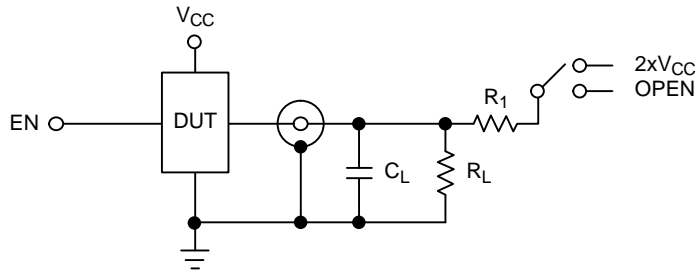 VCC
2xVCC
R1
OPEN
EN
DUT
CL
RL